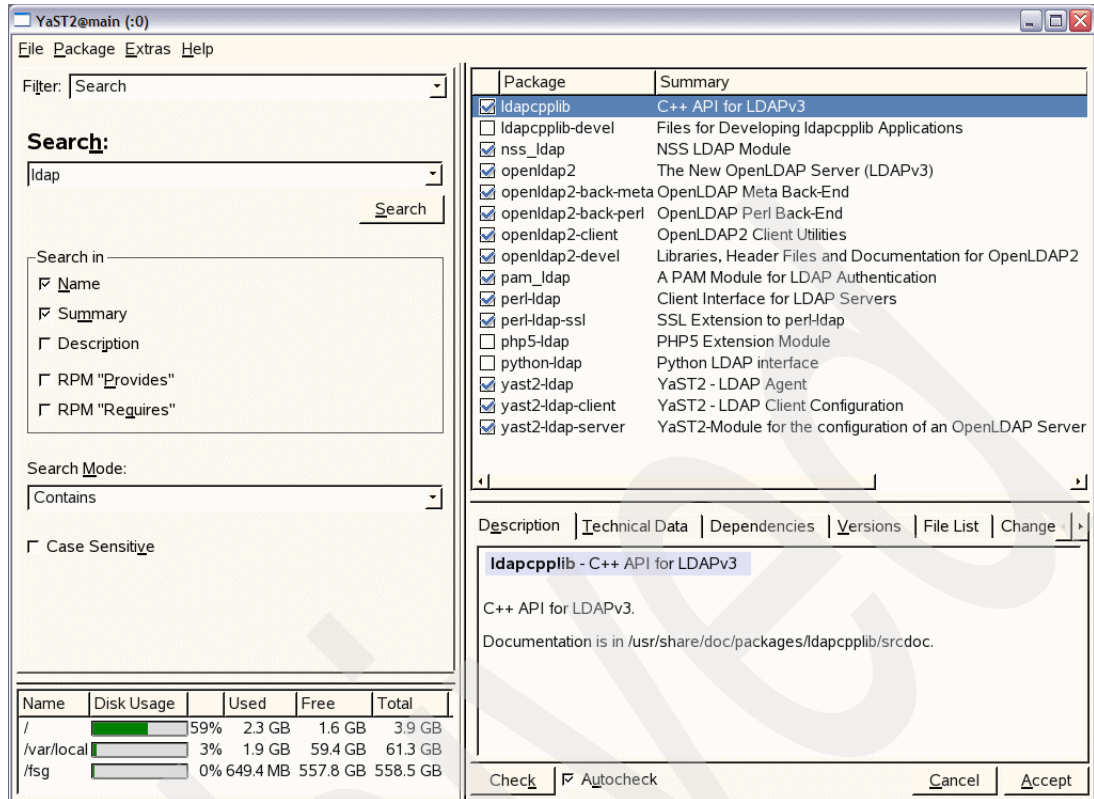 YaST2@main (:0)
File Package Extras Help
Filter: Search
Search:
ldap
Search
Search in
Name
Summary
Description
RPM "Provides"
RPM "Requires"
Search Mode:
Contains
Case Sensitive
Name Disk Usage Used Free Total
/ 59% 2.3 GB 1.6 GB 3.9 GB
/var/local 3% 1.9 GB 59.4 GB 61.3 GB
/fsg 0% 649.4 MB 557.8 GB 558.5 GB
Package Summary
ldapcpplib C++ API for LDAPv3
ldapcpplib-devel Files for Developing ldapcpplib Applications
nss_ldap NSS LDAP Module
openldap2 The New OpenLDAP Server (LDAPv3)
openldap2-back-meta OpenLDAP Meta Back-End
openldap2-back-perl OpenLDAP Perl Back-End
openldap2-client OpenLDAP2 Client Utilities
openldap2-devel Libraries, Header Files and Documentation for OpenLDAP2
pam_ldap A PAM Module for LDAP Authentication
perl-ldap Client Interface for LDAP Servers
perl-ldap-ssl SSL Extension to perl-ldap
php5-ldap PHP5 Extension Module
python-ldap Python LDAP interface
yast2-ldap YaST2 - LDAP Agent
yast2-ldap-client YaST2 - LDAP Client Configuration
yast2-ldap-server YaST2-Module for the configuration of an OpenLDAP Server
Description Technical Data Dependencies Versions File List Change
ldapcpplib - C++ API for LDAPv3
C++ API for LDAPv3.
Documentation is in /usr/share/doc/packages/ldapcpplib/srcdoc.
Check Autocheck Cancel Accept